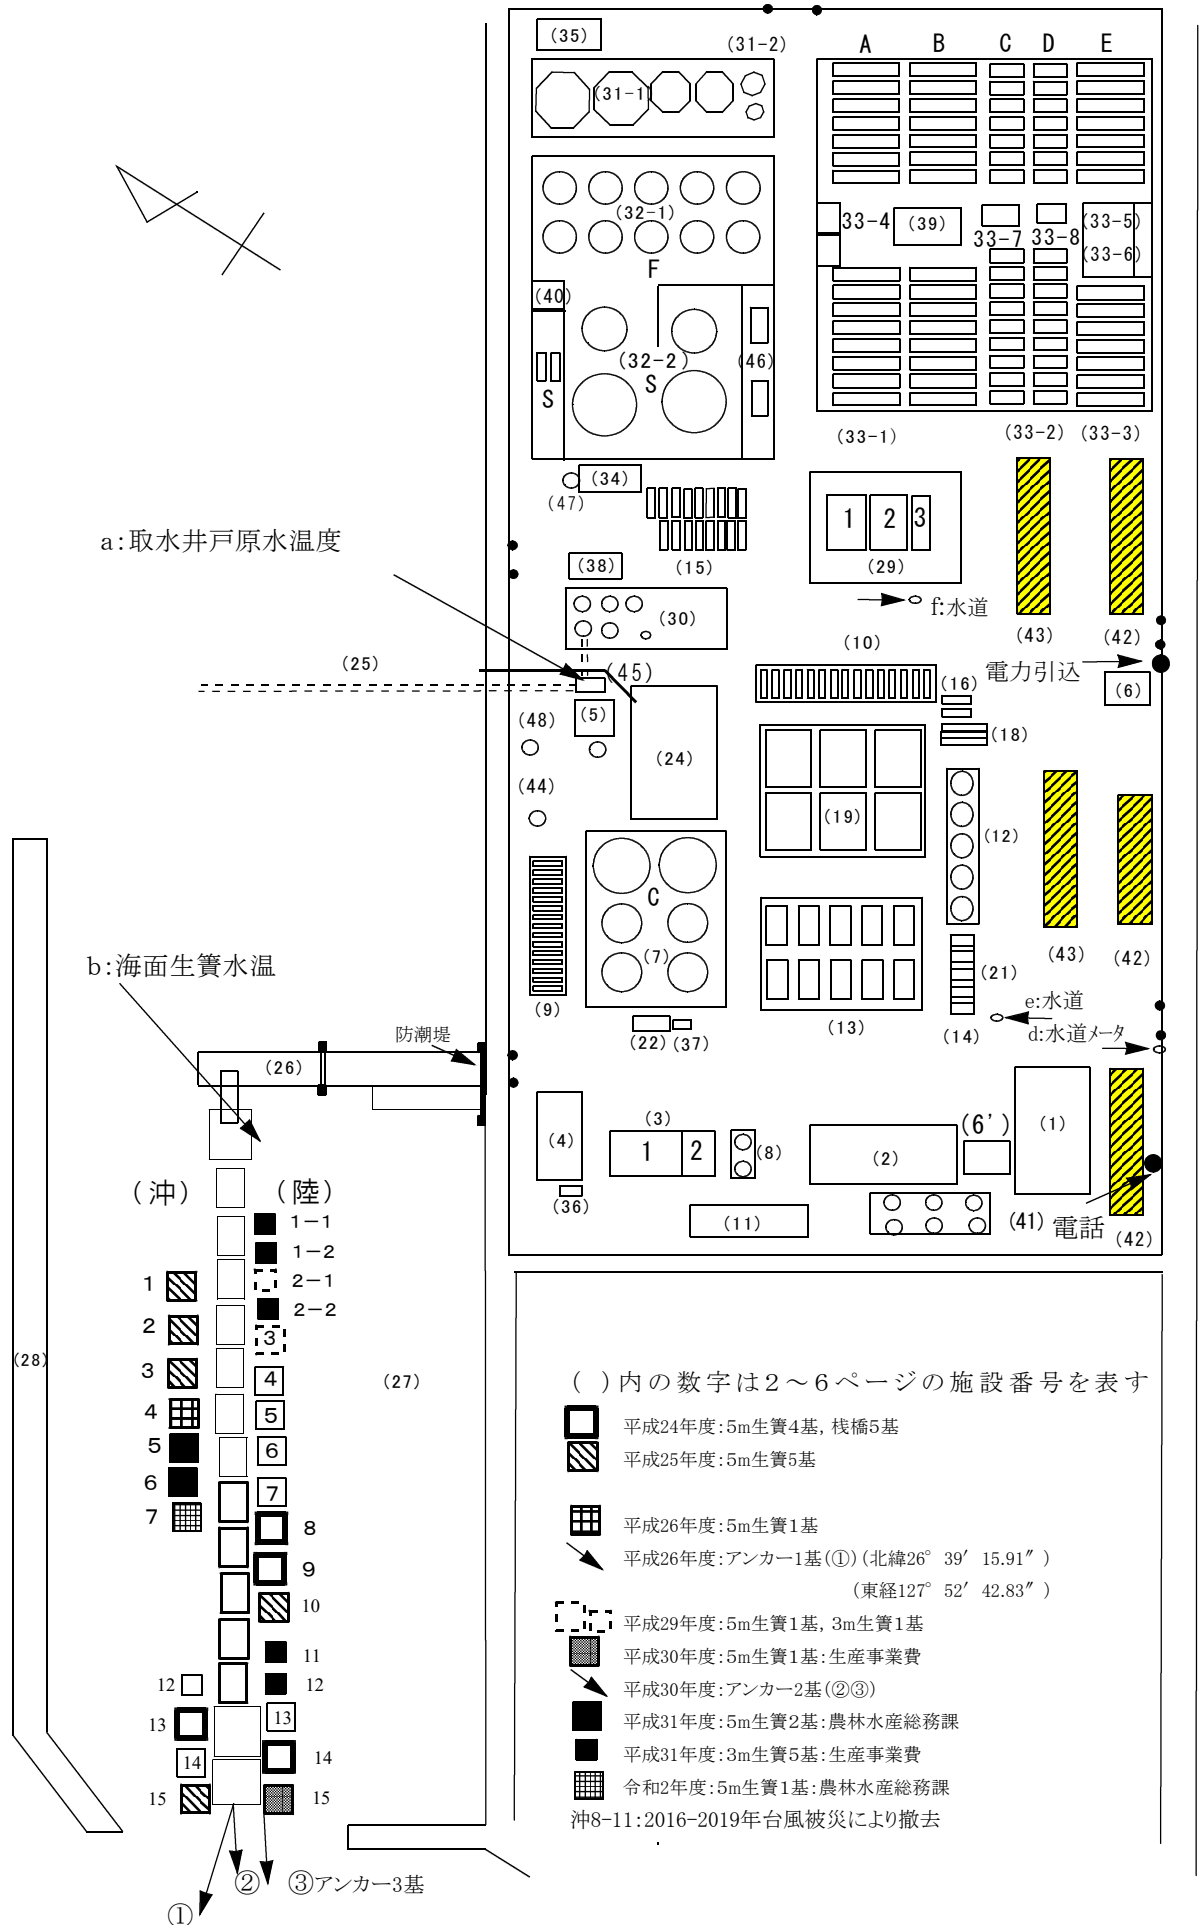 (35)
(31-2)
(31-1)
A B C D E
(32-1)
33-4
(39)
33-7
33-8
(33-5)
(33-6)
F
(40)
(32-2)
S
S
(46)
(33-1)
(33-2)
(33-3)
(34)
(47)
(15)
1 2 3
(29)
a:取水井戸原水温度
(38)
(30)
f:水道
(43)
(42)
(25)
(45)
(10)
電力引込
(16)
(6)
(48)
(5)
(18)
(24)
(44)
(19)
(12)
C
(7)
(43)
(42)
b:海面生簀水温
(21)
(9)
e:水道
(22)
(37)
(13)
(14)
d:水道メータ
防潮堤
(26)
(3)
(6')
(1)
(4)
1 2
(8)
(2)
(沖)
(陸)
(36)
(11)
(41)
電話
(42)
1-1
1-2
1
2-1
2-2
2
3
(28)
3
4
(27)
4
5
5
6
6
7
7
8
9
10
11
12
12
13
13
14
14
15
15
① ② ③アンカー3基
( )内の数字は2~6ページの施設番号を表す
平成24年度:5m生簀4基, 桟橋5基
平成25年度:5m生簀5基
平成26年度:5m生簀1基
平成26年度:アンカー1基(①)(北緯26° 39′ 15.91″)
(東経127° 52′ 42.83″)
平成29年度:5m生簀1基, 3m生簀1基
平成30年度:5m生簀1基:生産事業費
平成30年度:アンカー2基(②③)
平成31年度:5m生簀2基:農林水産総務課
平成31年度:3m生簀5基:生産事業費
令和2年度:5m生簀1基:農林水産総務課
沖8-11:2016-2019年台風被災により撤去